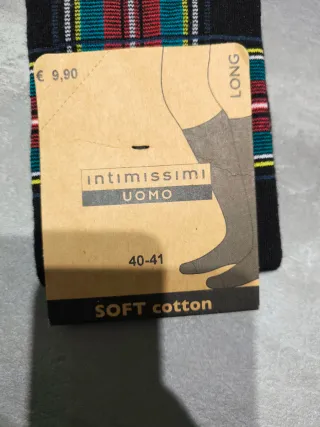 € 9,90
LONG
intimissimi
UOMO
40-41
SOFT cotton